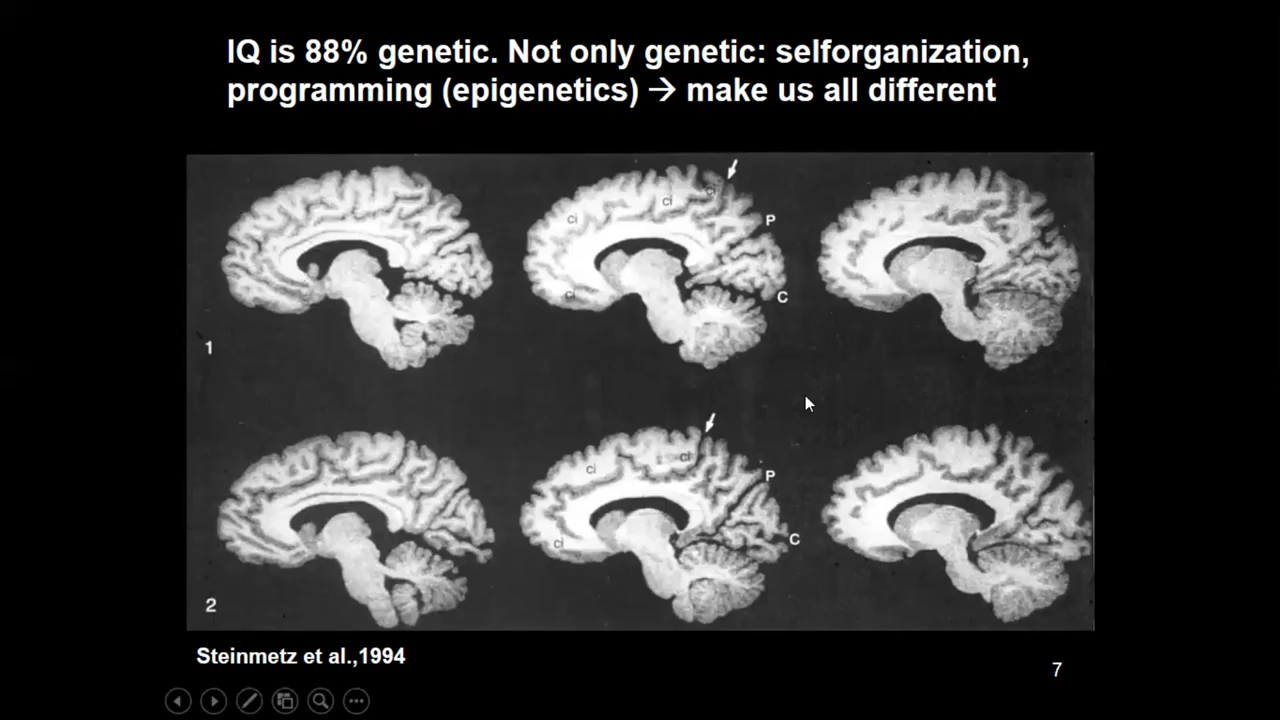 IQ is 88% genetic. Not only genetic: selforganization,
programming (epigenetics) → make us all different
ci
ci
ci
P
ci
C
1
ci
ci
P
ci
C
2
Steinmetz et al.,1994
7